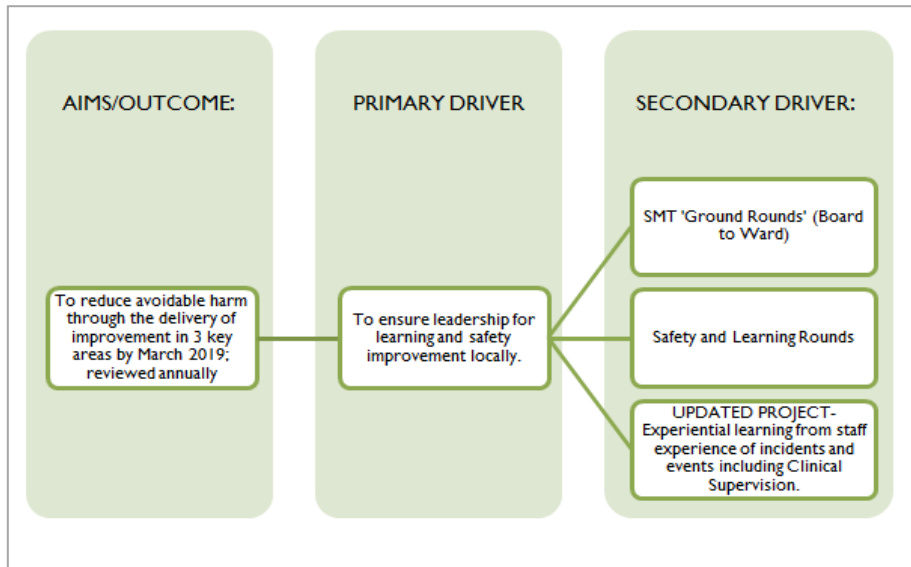 AIMS/OUTCOME:
PRIMARY DRIVER
SECONDARY DRIVER:
To reduce avoidable harm
through the delivery of
improvement in 3 key
areas by March 2019;
reviewed annually
To ensure leadership for
learning and safety
improvement locally.
SMT 'Ground Rounds' (Board
to Ward)
Safety and Learning Rounds
UPDATED PROJECT-
Experiential learning from staff
experience of incidents and
events including Clinical
Supervision.